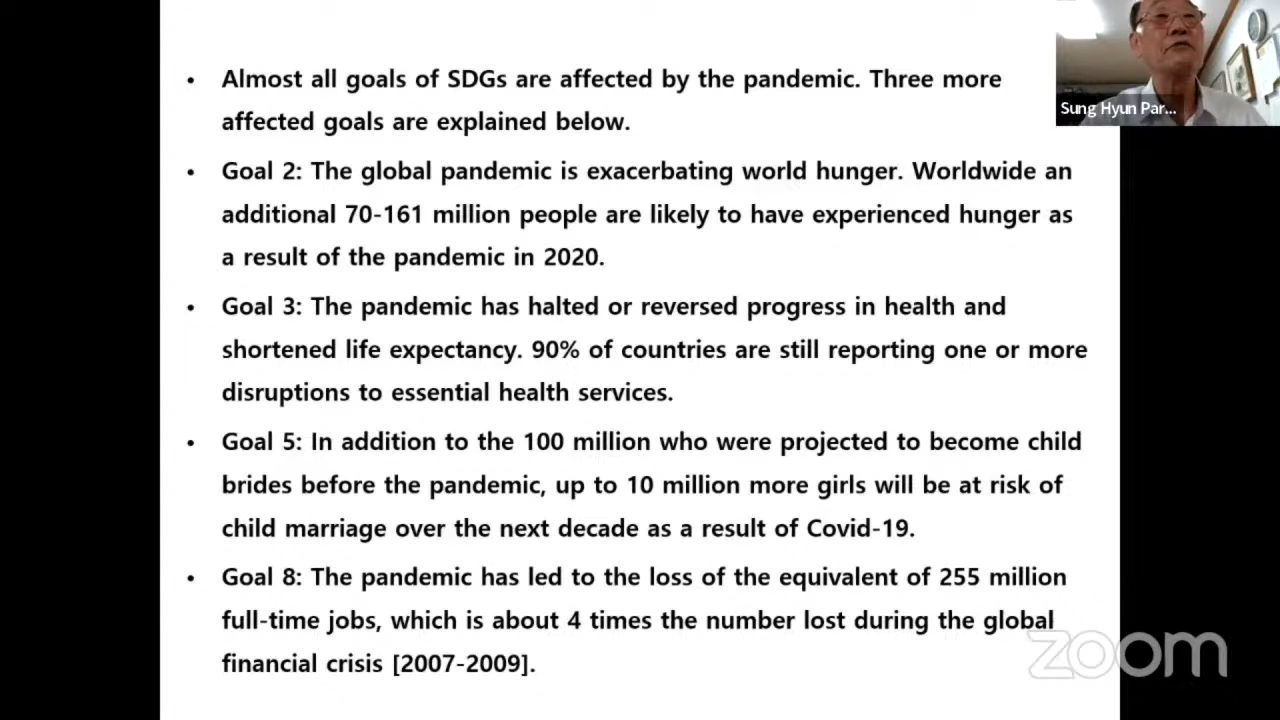 • Almost all goals of SDGs are affected by the pandemic. Three more
affected goals are explained below.
• Goal 2: The global pandemic is exacerbating world hunger. Worldwide an
additional 70-161 million people are likely to have experienced hunger as
a result of the pandemic in 2020.
• Goal 3: The pandemic has halted or reversed progress in health and
shortened life expectancy. 90% of countries are still reporting one or more
disruptions to essential health services.
• Goal 5: In addition to the 100 million who were projected to become child
brides before the pandemic, up to 10 million more girls will be at risk of
child marriage over the next decade as a result of Covid-19.
• Goal 8: The pandemic has led to the loss of the equivalent of 255 million
full-time jobs, which is about 4 times the number lost during the global
financial crisis [2007-2009].
Sung Hyun Par...
zoom